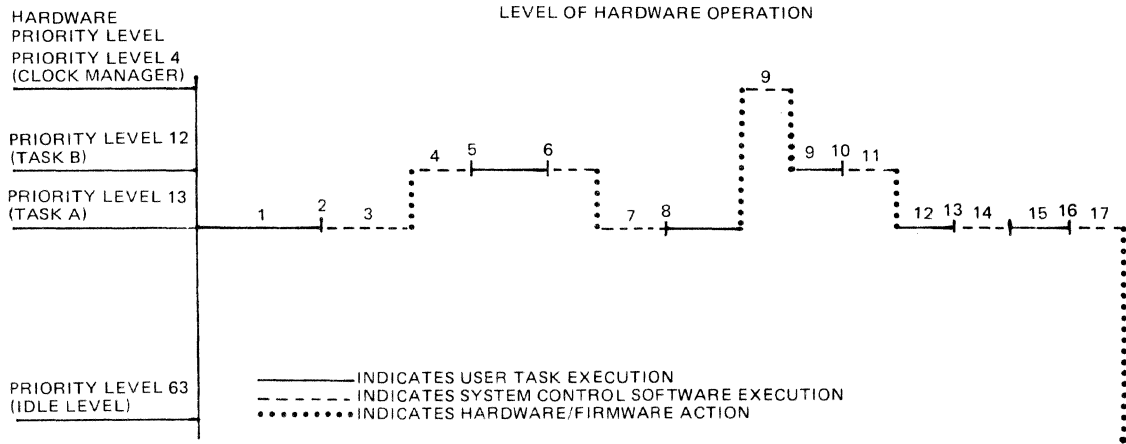 LEVEL OF HARDWARE OPERATION
HARDWARE
PRIORITY LEVEL
PRIORITY LEVEL 4
(CLOCK MANAGER)
9
PRIORITY LEVEL 12
(TASK B)
4 5 6 9 10 11
PRIORITY LEVEL 13
(TASK A)
1 2 3 7 8 12 13 14 15 16 17
PRIORITY LEVEL 63
(IDLE LEVEL)
INDICATES USER TASK EXECUTION
INDICATES SYSTEM CONTROL SOFTWARE EXECUTION
INDICATES HARDWARE/FIRMWARE ACTION